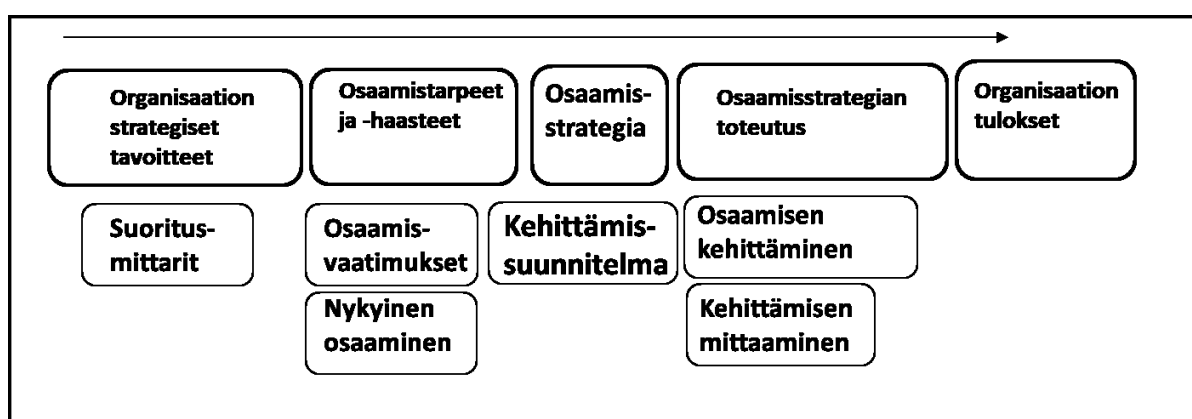 Organisaation
strategiset
tavoitteet
Osaamistarpeet
ja -haasteet
Osaamis-
strategia
Osaamisstrategian
toteutus
Organisaation
tulokset
Suoritus-
mittarit
Osaamis-
vaatimukset
Nykyinen
osaaminen
Kehittämis-
suunnitelma
Osaamisen
kehittäminen
Kehittämisen
mittaaminen